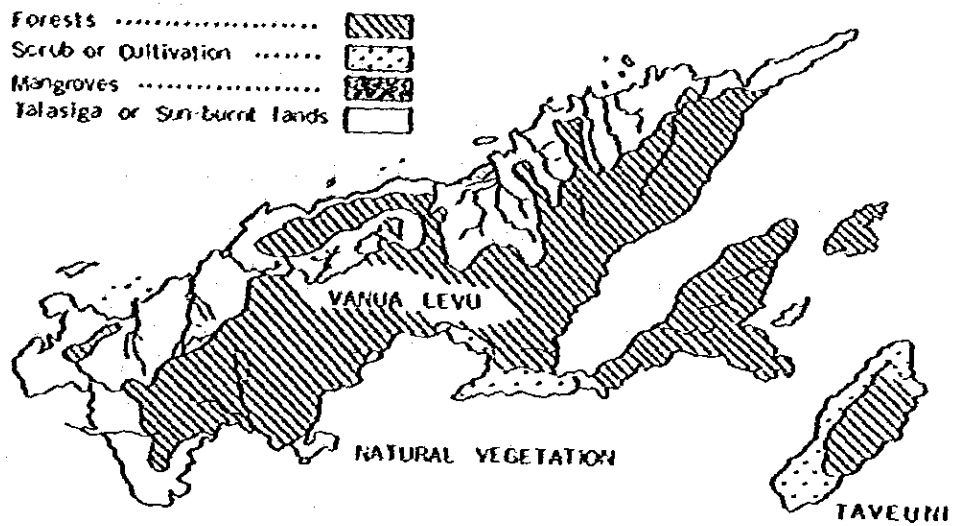 Forests ..................
Scrub or Cultivation .......
Mangroves ................
Talasiga or Sun-burnt lands
VANUA LEVU
NATURAL VEGETATION
TAVEUNI